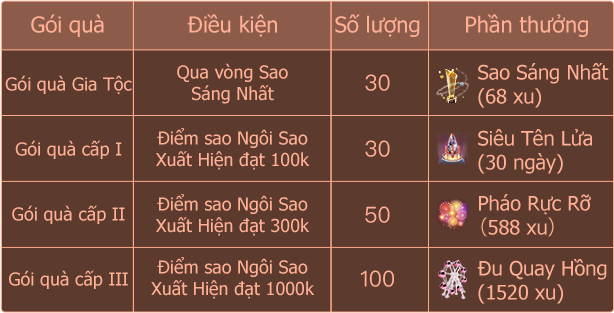 Gói quà Điều kiện Số lượng Phần thưởng
Gói quà Gia Tộc
Qua vòng Sao
Sáng Nhất
30
Sao Sáng Nhất
(68 xu)
Gói quà cấp I
Điểm sao Ngôi Sao
Xuất Hiện đạt 100k
30
Siêu Tên Lửa
(30 ngày)
Gói quà cấp II
Điểm sao Ngôi Sao
Xuất Hiện đạt 300k
50
Pháo Rực Rỡ
(588 xu)
Gói quà cấp III
Điểm sao Ngôi Sao
Xuất Hiện đạt 1000k
100
Đu Quay Hồng
(1520 xu)